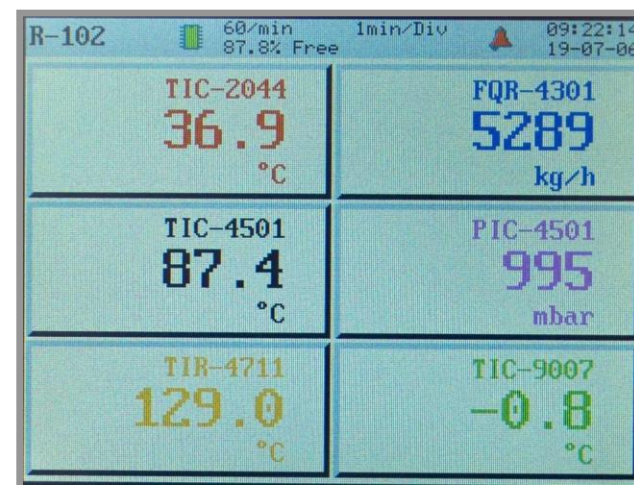 R-102 60/min 1min/Div 09:22:14
87.8% Free 19-07-06
TIC-2044 FQR-4301
36.9 5289
°C kg/h
TIC-4501 PIC-4501
87.4 995
°C mbar
TIR-4711 TIC-9007
129.0 -0.8
°C °C